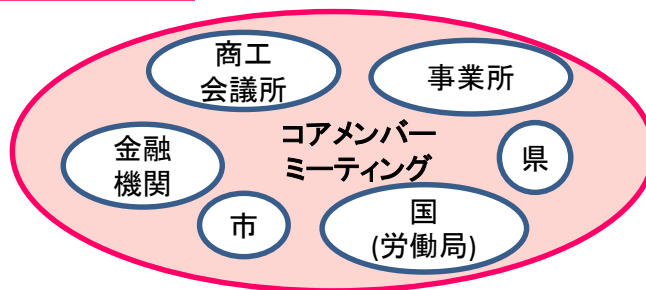 商工
会議所
事業所
コアメンバー
ミーティング
金融
機関
県
市
国
(労働局)